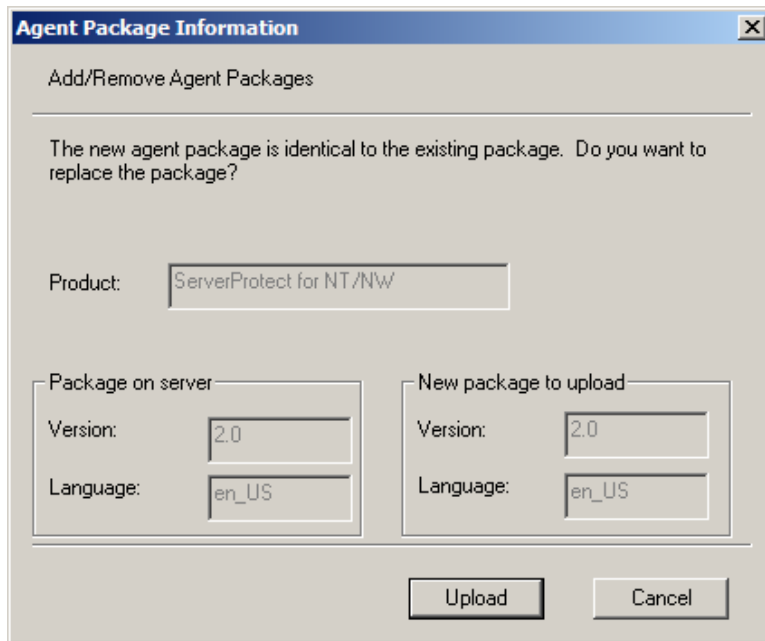 Agent Package Information
Add/Remove Agent Packages
The new agent package is identical to the existing package.  Do you want to
replace the package?
Product: ServerProtect for NT/NW
Package on server
Version: 2.0
Language: en_US
New package to upload
Version: 2.0
Language: en_US
Upload Cancel